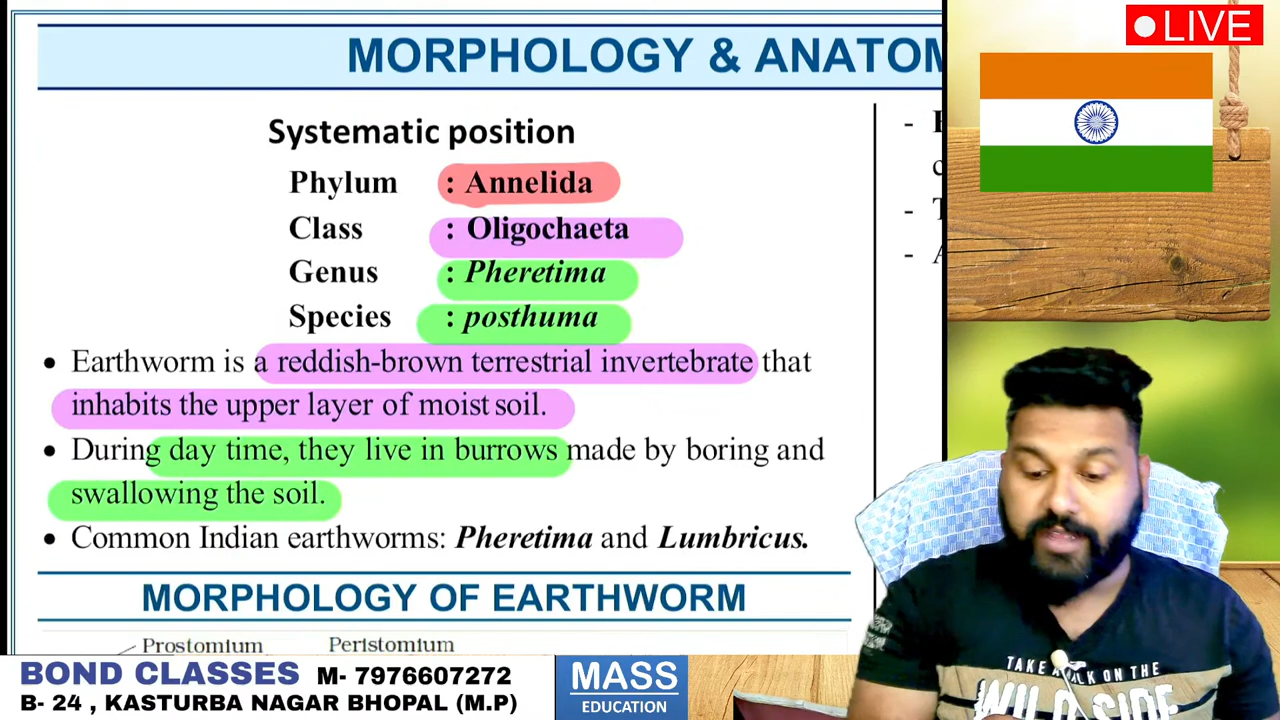 LIVE
MORPHOLOGY & ANATOM
Systematic position
Phylum : Annelida
Class : Oligochaeta
Genus : Pheretima
Species : posthuma
• Earthworm is a reddish-brown terrestrial invertebrate that
inhabits the upper layer of moist soil.
• During day time, they live in burrows made by boring and
swallowing the soil.
• Common Indian earthworms: Pheretima and Lumbricus.
MORPHOLOGY OF EARTHWORM
Prostomium Peristomium
BOND CLASSES M- 7976607272
B- 24 , KASTURBA NAGAR BHOPAL (M.P)
MASS
EDUCATION
TAKE A ON THE
WILD SIDE